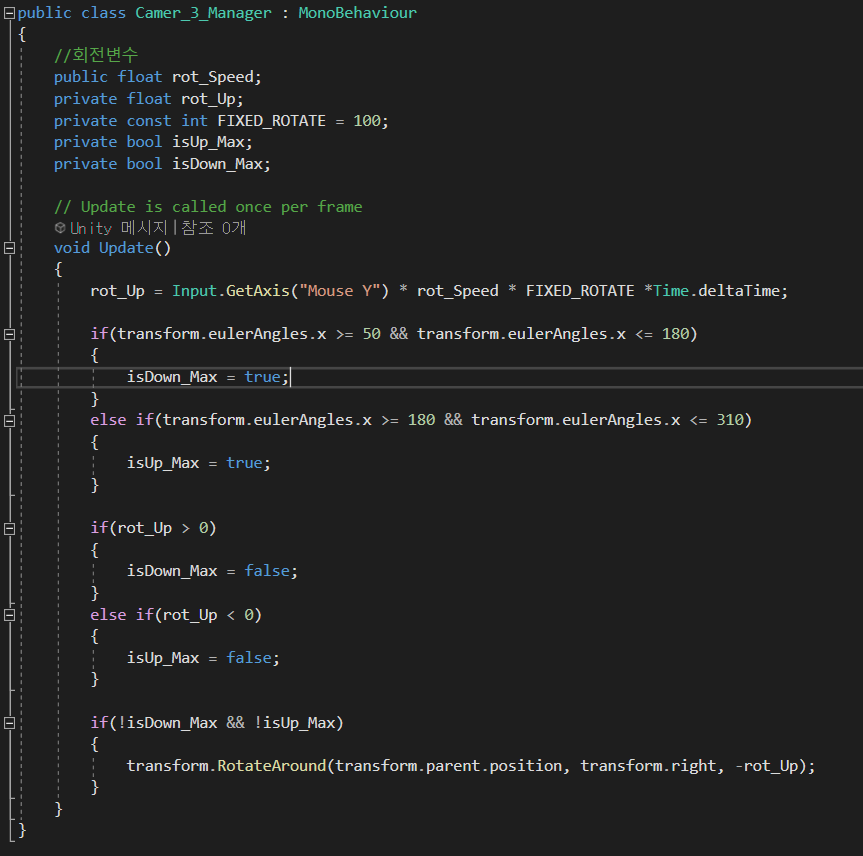 public class Camer_3_Manager : MonoBehaviour
{
    //회전변수
    public float rot_Speed;
    private float rot_Up;
    private const int FIXED_ROTATE = 100;
    private bool isUp_Max;
    private bool isDown_Max;

    // Update is called once per frame
    Unity 메시지|참조 0개
    void Update()
    {
        rot_Up = Input.GetAxis("Mouse Y") * rot_Speed * FIXED_ROTATE *Time.deltaTime;

        if(transform.eulerAngles.x >= 50 && transform.eulerAngles.x <= 180)
        {
            isDown_Max = true;
        }
        else if(transform.eulerAngles.x >= 180 && transform.eulerAngles.x <= 310)
        {
            isUp_Max = true;
        }

        if(rot_Up > 0)
        {
            isDown_Max = false;
        }
        else if(rot_Up < 0)
        {
            isUp_Max = false;
        }

        if(!isDown_Max && !isUp_Max)
        {
            transform.RotateAround(transform.parent.position, transform.right, -rot_Up);
        }
    }
}